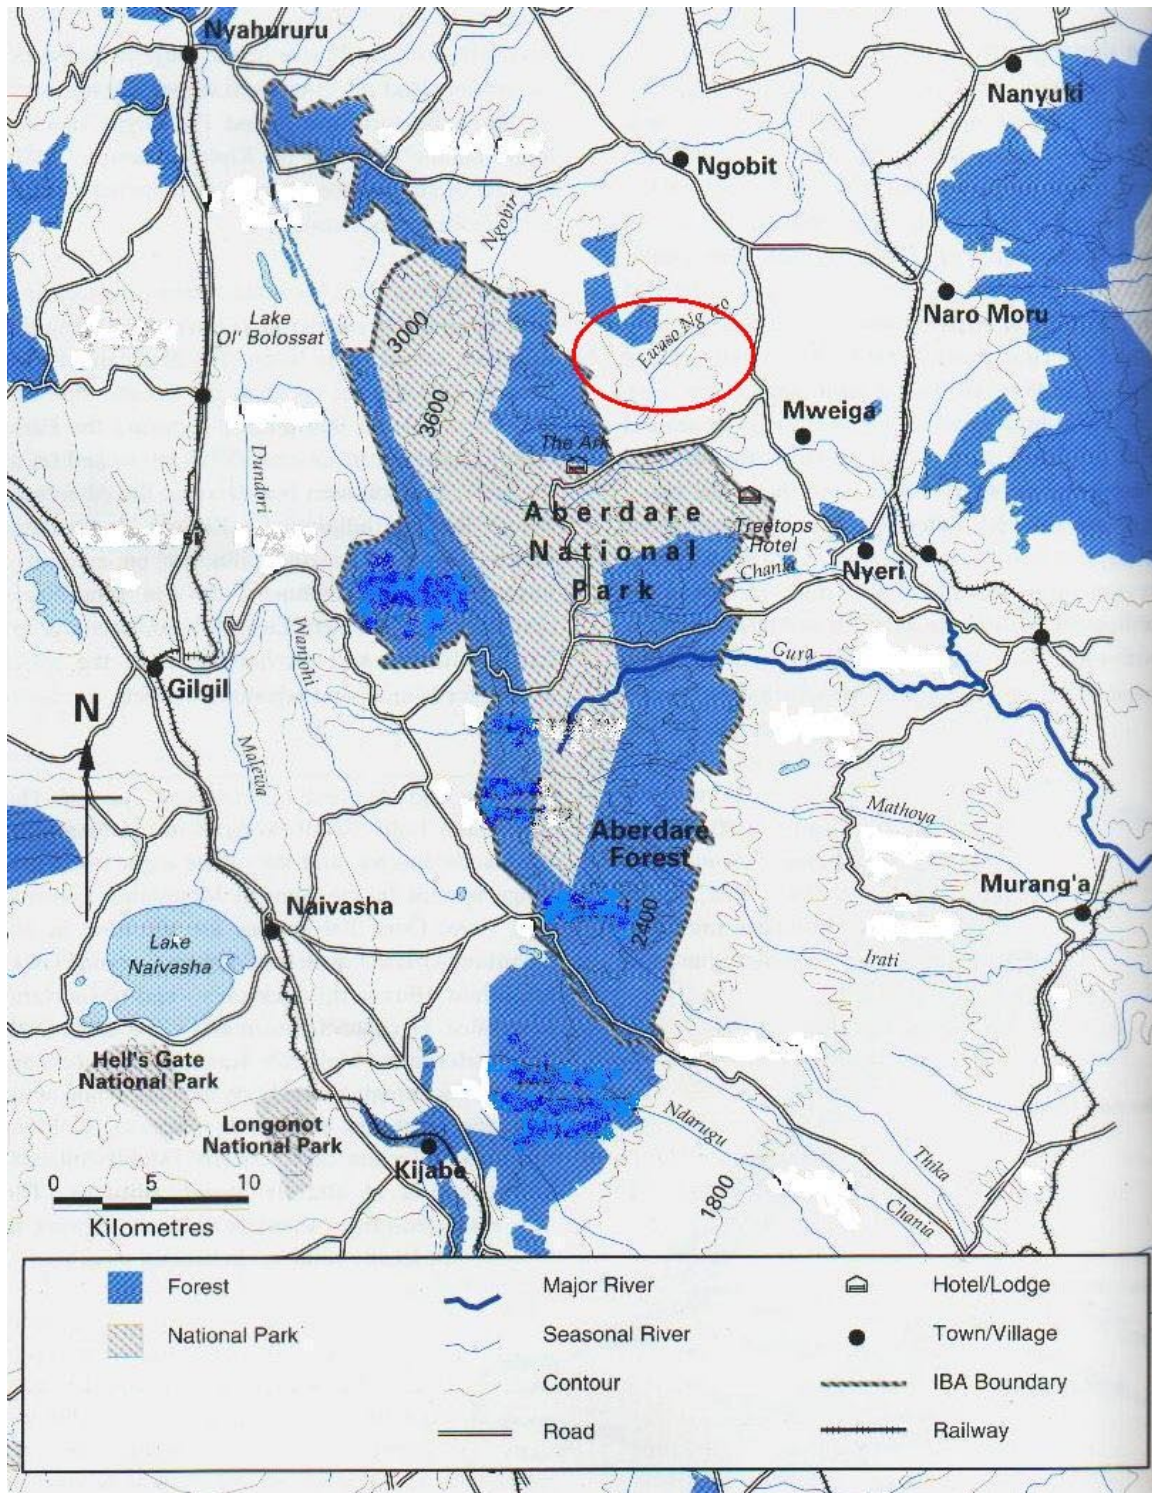 Nyahururu
Nanyuki
Ngobit
Ngobir
Naro Moru
Lake
Ol' Bolossat
3000
Ewaso Ng iro
3600
Mweiga
The Ark
Dundori
Aberdare
National
Park
Treetops
Hotel
Chania
Nyeri
Wanjohi
Gura
Gilgil
N
Malewa
Mathoya
Aberdare
Forest
Murang'a
Naivasha
2400
Lake
Naivasha
Irati
Hell's Gate
National Park
Longonot
National Park
Ndarugu
Kijabe
Thika
1800
Chania
0 5 10
Kilometres
Forest
National Park
Major River
Seasonal River
Contour
Road
Hotel/Lodge
Town/Village
IBA Boundary
Railway